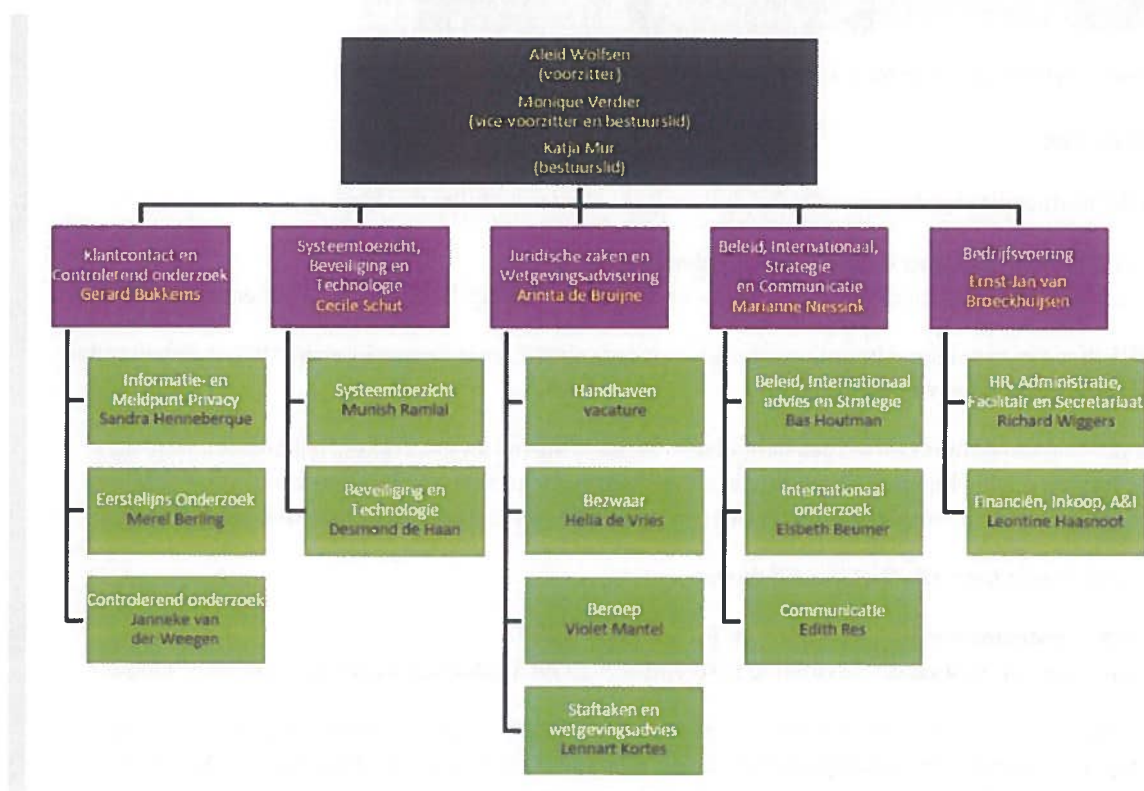 Aleid Wolfsen
(voorzitter)
Monique Verdier
(vice-voorzitter en bestuurslid)
Katja Mur
(bestuurslid)
Klantcontact en
Controlerend onderzoek
Gerard Bukkems
Informatie- en
Meldpunt Privacy
Sandra Henneberque
Eerstelijns Onderzoek
Merel Berling
Controlerend onderzoek
Janneke van
der Weegen
Systeemtoezicht,
Beveiliging en
Technologie
Cecile Schut
Systeemtoezicht
Munish Ramlal
Beveiliging en
Technologie
Desmond de Haan
Juridische zaken en
Wetgevingsadvisering
Arinita de Bruijne
Handhaven
vacature
Bezwaar
Helia de Vries
Beroep
Violet Mantel
Staftaken en
wetgevingsadvies
Lennart Kortes
Beleid, Internationaal,
Strategie
en Communicatie
Marianne Niessink
Beleid, Internationaal
advies en Strategie
Bas Houtman
Internationaal
onderzoek
Elsbeth Beumer
Communicatie
Edith Res
Bedrijfsvoering
Ernst-Jan van
Broeckhuijsen
HR, Administratie,
Facilitair en Secretariaat
Richard Wiggers
Financiën, Inkoop, A&I
Leontine Haasnoot